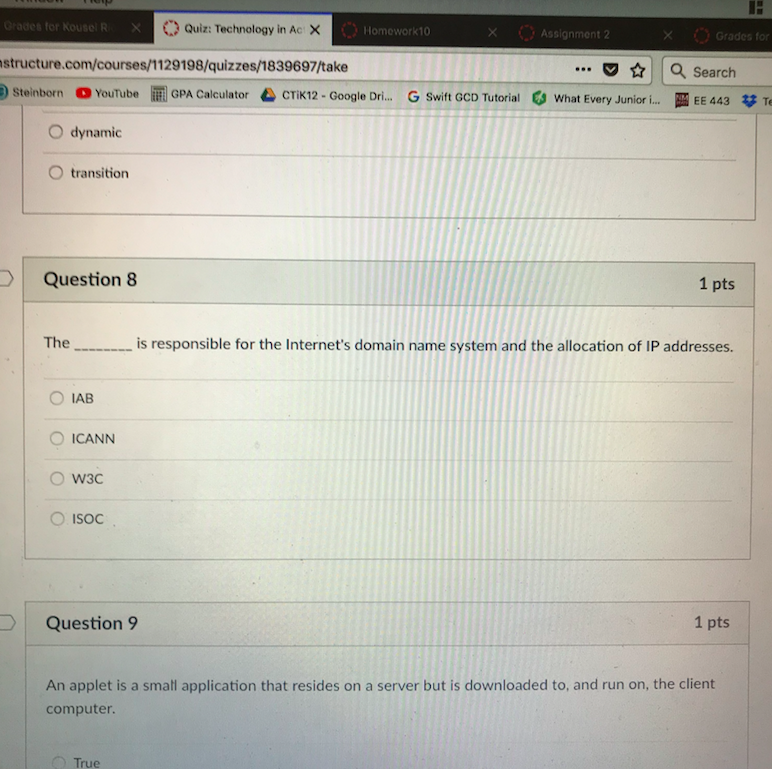 Grades for Kousei R
Quiz: Technology in Ac
Homework10
Assignment 2
Grades for
nstructure.com/courses/1129198/quizzes/1839697/take
Search
Steinborn
YouTube
GPA Calculator
CTiK12 - Google Dri...
G Swift GCD Tutorial
What Every Junior i...
EE 443
Te
dynamic
transition
Question 8
1 pts
The ________ is responsible for the Internet's domain name system and the allocation of IP addresses.
IAB
ICANN
W3C
ISOC
Question 9
1 pts
An applet is a small application that resides on a server but is downloaded to, and run on, the client
computer.
True